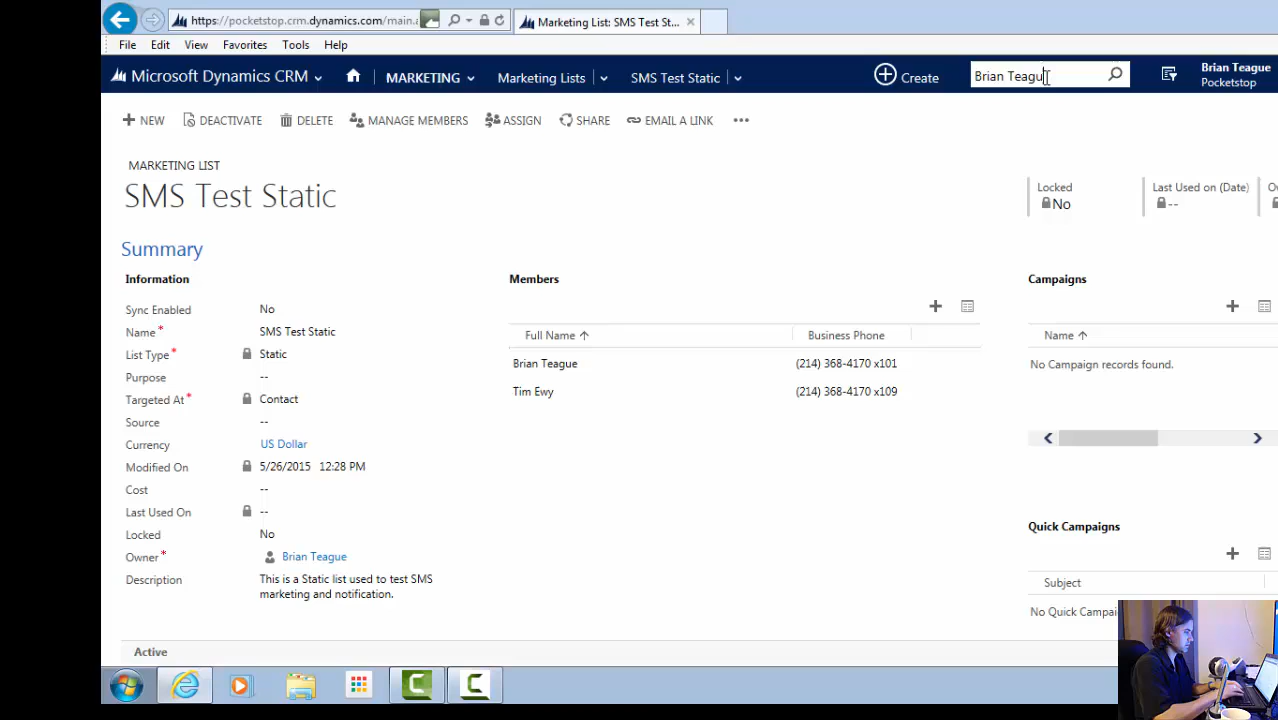 https://pocketstop.crm.dynamics.com/main.a
Marketing List: SMS Test St...
File Edit View Favorites Tools Help
Microsoft Dynamics CRM MARKETING Marketing Lists SMS Test Static Create Brian Teagu Brian Teague
Pocketstop
NEW DEACTIVATE DELETE MANAGE MEMBERS ASSIGN SHARE EMAIL A LINK •••
MARKETING LIST
SMS Test Static
Locked Last Used on (Date)
No --
Summary
Information
Sync Enabled No
Name* SMS Test Static
List Type* Static
Purpose --
Targeted At* Contact
Source --
Currency US Dollar
Modified On 5/26/2015 12:28 PM
Cost --
Last Used On --
Locked No
Owner* Brian Teague
Description This is a Static list used to test SMS
marketing and notification.
Members
Full Name ↑ Business Phone
Brian Teague (214) 368-4170 x101
Tim Ewy (214) 368-4170 x109
Campaigns
Name ↑
No Campaign records found.
Quick Campaigns
Subject
No Quick Campai
Active